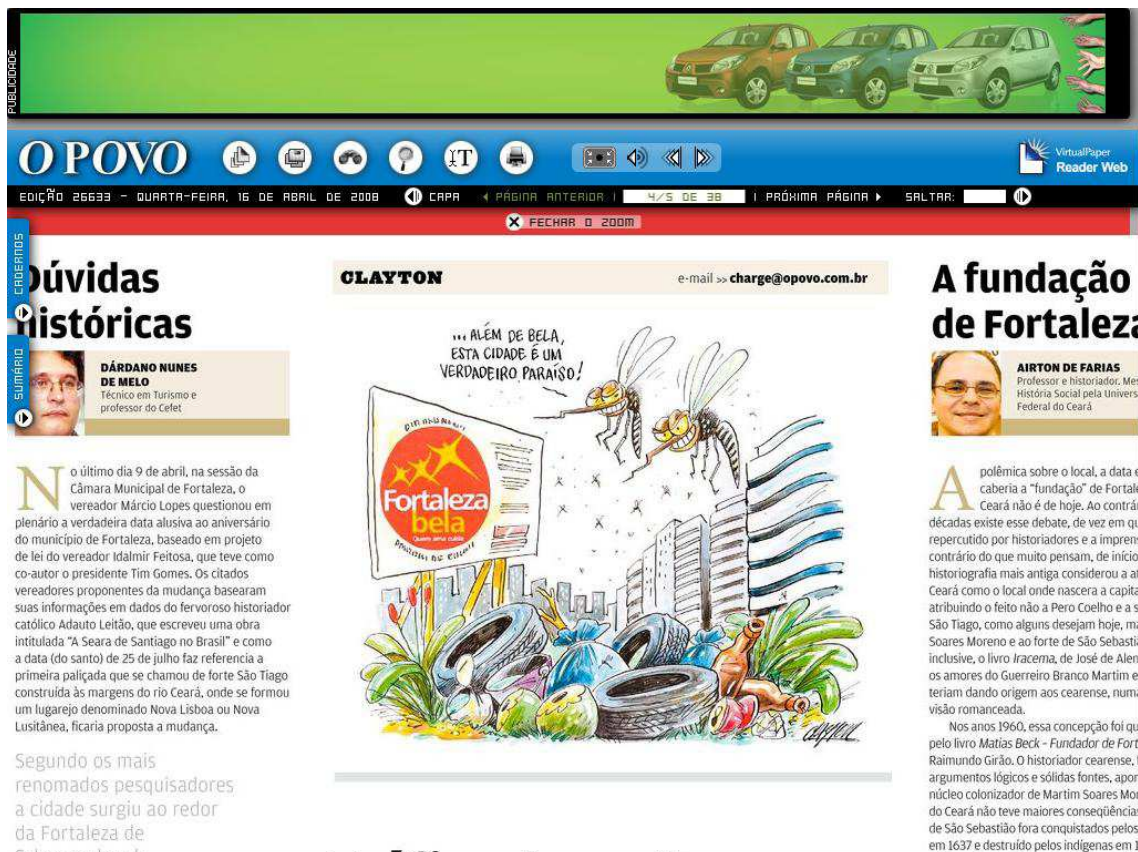 PUBLICIDADE
O POVO
VirtualPaper
Reader Web
EDIÇÃO 26633 - QUARTA-FEIRA, 16 DE ABRIL DE 2008
CAPA
PÁGINA ANTERIOR |
4/5 DE 38
| PRÓXIMA PÁGINA
SALTAR:
FECHAR O ZOOM
CADERNOS
SUMÁRIO
Dúvidas
históricas
DÁRDANO NUNES
DE MELO
Técnico em Turismo e
professor do Cefet
No último dia 9 de abril, na sessão da
Câmara Municipal de Fortaleza, o
vereador Márcio Lopes questionou em
plenário a verdadeira data alusiva ao aniversário
do município de Fortaleza, baseado em projeto
de lei do vereador Idalmir Feitosa, que teve como
co-autor o presidente Tim Gomes. Os citados
vereadores proponentes da mudança basearam
suas informações em dados do fervoroso historiador
católico Adauto Leitão, que escreveu uma obra
intitulada "A Seara de Santiago no Brasil" e como
a data (do santo) de 25 de julho faz referencia a
primeira paliçada que se chamou de forte São Tiago
construída às margens do rio Ceará, onde se formou
um lugarejo denominado Nova Lisboa ou Nova
Lusitânea, ficaria proposta a mudança.
Segundo os mais
renomados pesquisadores
a cidade surgiu ao redor
da Fortaleza de
CLAYTON
e-mail >> charge@opovo.com.br
... ALÉM DE BELA,
ESTA CIDADE É UM
VERDADEIRO PARAÍSO!
Fortaleza
bela
Quem ama cuida
A fundação
de Fortaleza
AIRTON DE FARIAS
Professor e historiador. Mes
História Social pela Univers
Federal do Ceará
A polêmica sobre o local, a data e
caberia a "fundação" de Fortale
Ceará não é de hoje. Ao contrár
décadas existe esse debate, de vez em qu
repercutido por historiadores e a imprens
contrário do que muito pensam, de início
historiografia mais antiga considerou a at
Ceará como o local onde nascera a capita
atribuindo o feito não a Pero Coelho e a s
São Tiago, como alguns desejam hoje, ma
Soares Moreno e ao forte de São Sebastiã
inclusive, o livro Iracema, de José de Alen
os amores do Guerreiro Branco Martim e
teriam dando origem aos cearense, numa
visão romanceada.
Nos anos 1960, essa concepção foi qu
pelo livro Matias Beck - Fundador de Fort
Raimundo Girão. O historiador cearense,
argumentos lógicos e sólidas fontes, apon
núcleo colonizador de Martim Soares Mor
do Ceará não teve maiores conseqüências
de São Sebastião fora conquistados pelos
em 1637 e destruído pelos indígenas em 1